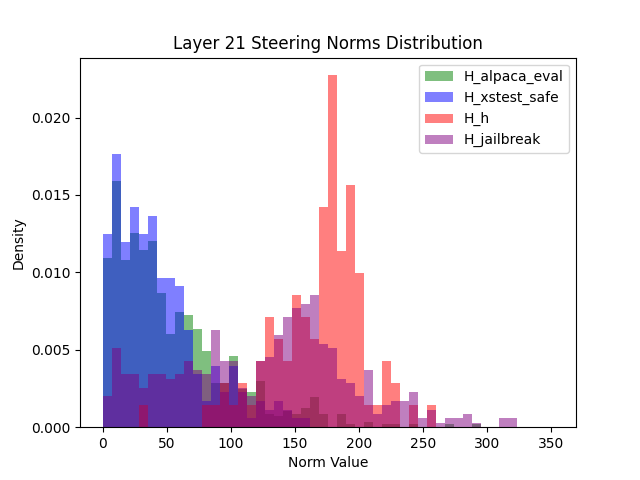 Layer 21 Steering Norms Distribution
H_alpaca_eval
H_xstest_safe
H_h
H_jailbreak
0.020
0.015
0.010
0.005
0.000
Density
0
50
100
150
200
250
300
350
Norm Value